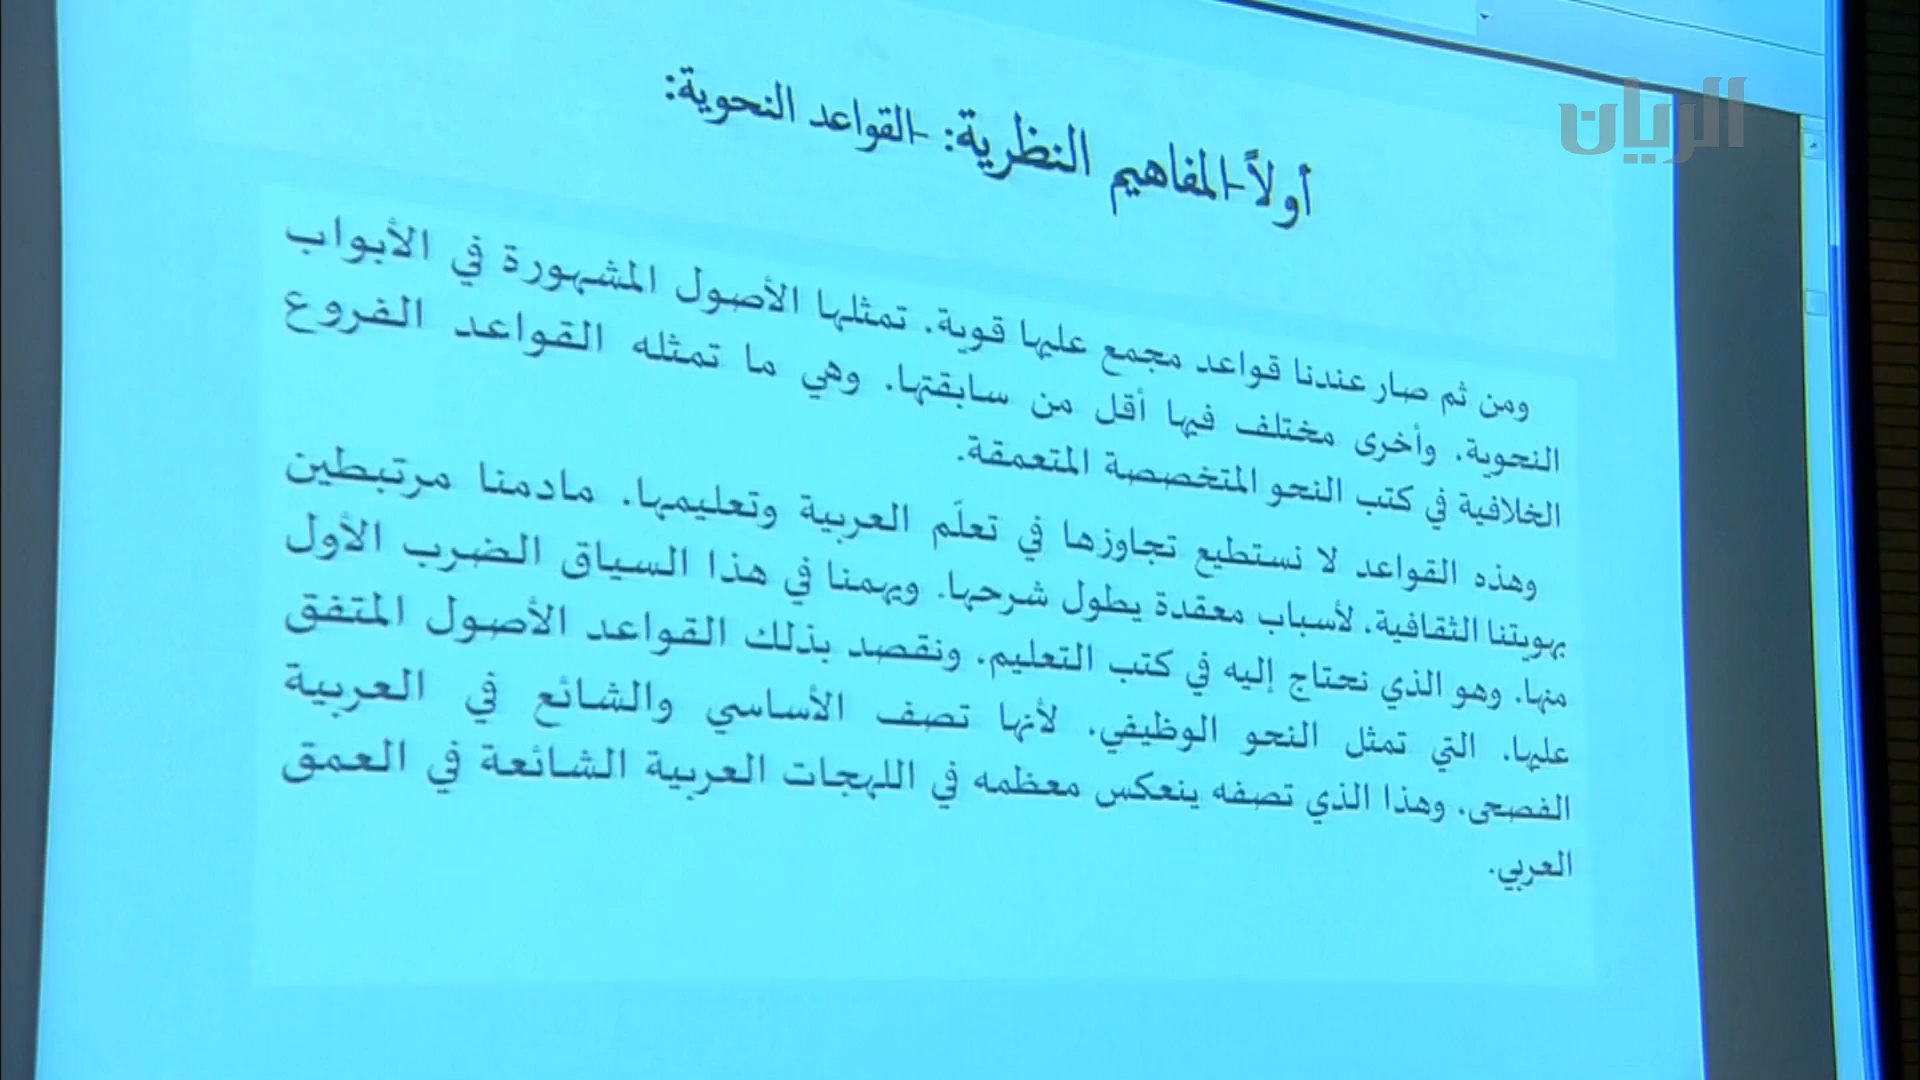 الريان
أولاً-المفاهيم النظرية: -القواعد النحوية:
ومن ثم صار عندنا قواعد مجمع عليها قوية. تمثلها الأصول المشهورة في الأبواب
النحوية. وأخرى مختلف فيها أقل من سابقتها. وهي ما تمثله القواعد الفروع
الخلافية في كتب النحو المتخصصة المتعمقة.
وهذه القواعد لا نستطيع تجاوزها في تعلّم العربية وتعليمها. مادمنا مرتبطين
بهويتنا الثقافية. لأسباب معقدة يطول شرحها. ويهمنا في هذا السياق الضرب الأول
منها. وهو الذي نحتاج إليه في كتب التعليم. ونقصد بذلك القواعد الأصول المتفق
عليها. التي تمثل النحو الوظيفي. لأنها تصف الأساسي والشائع في العربية
الفصحى. وهذا الذي تصفه ينعكس معظمه في اللهجات العربية الشائعة في العمق
العربي.